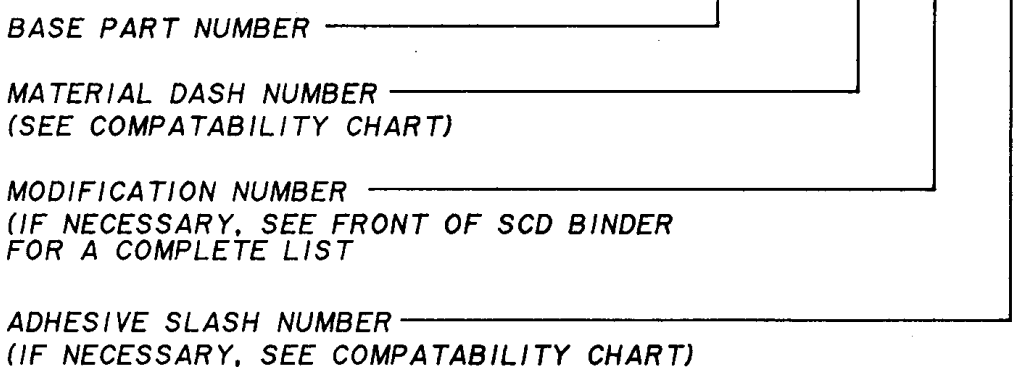 BASE PART NUMBER
MATERIAL DASH NUMBER
(SEE COMPATABILITY CHART)
MODIFICATION NUMBER
(IF NECESSARY, SEE FRONT OF SCD BINDER
FOR A COMPLETE LIST
ADHESIVE SLASH NUMBER
(IF NECESSARY, SEE COMPATABILITY CHART)